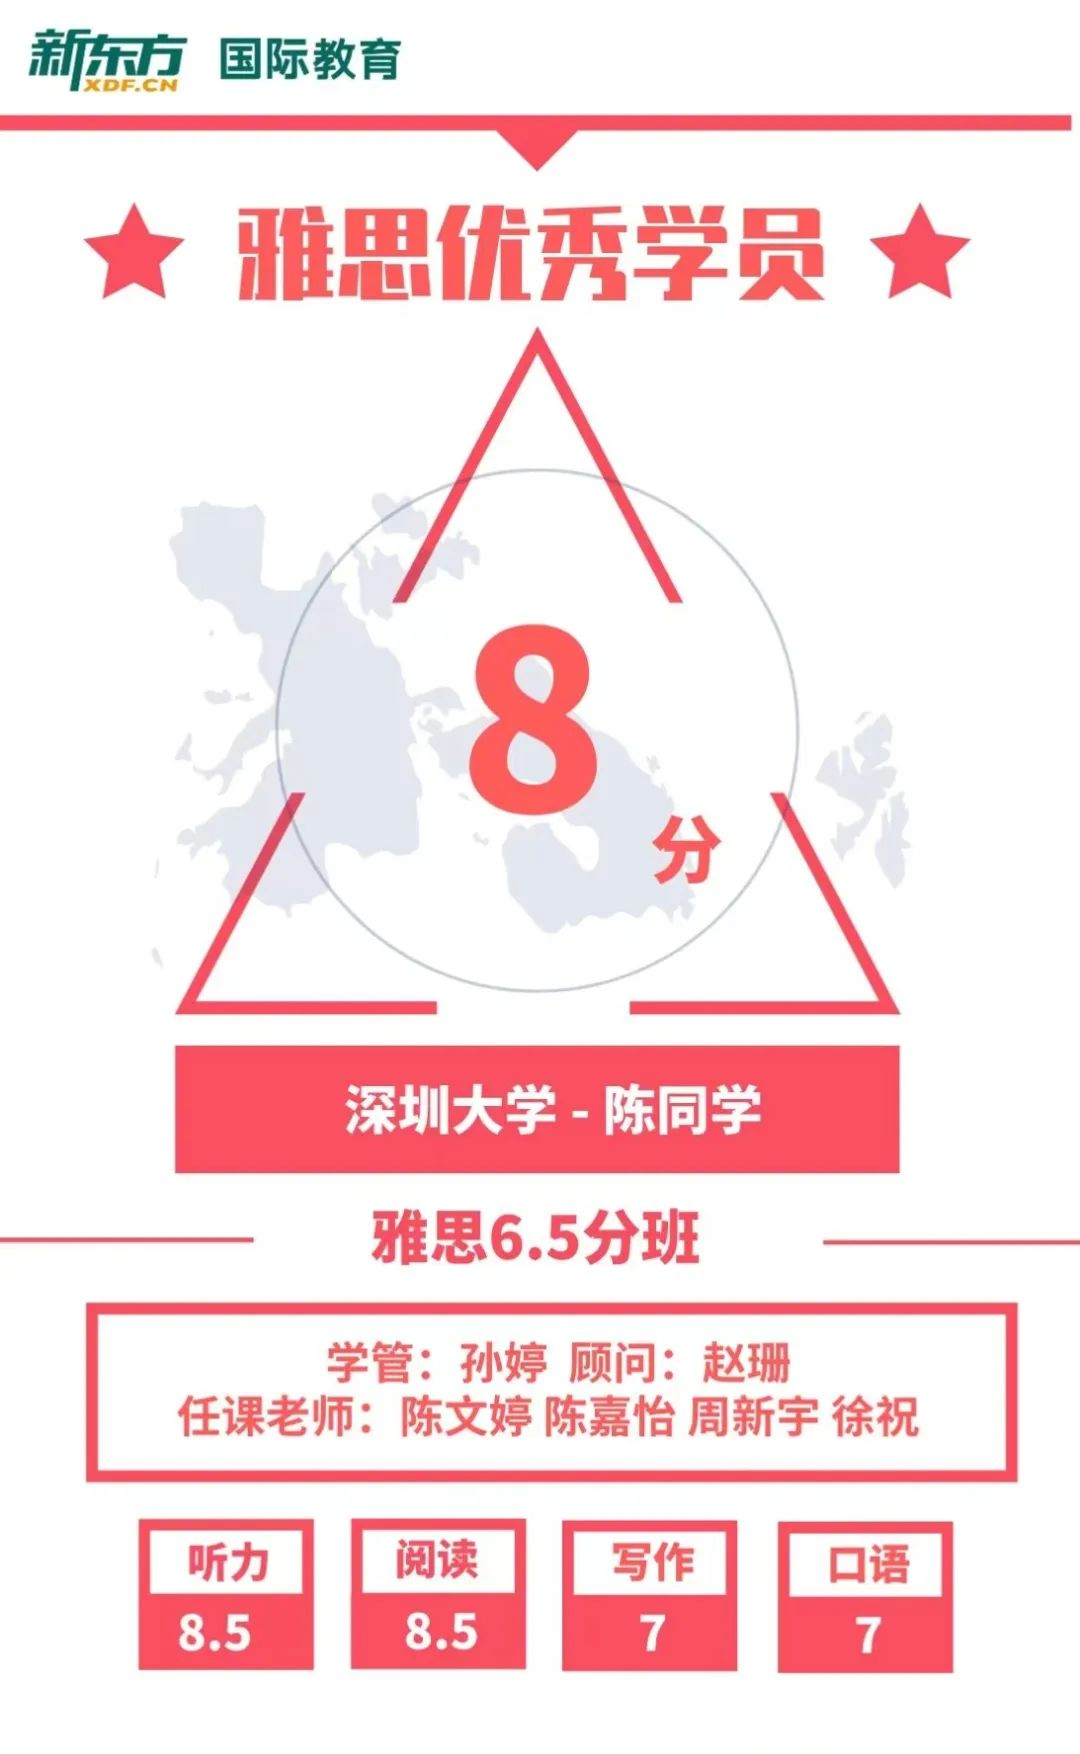 新东方 国际教育
XDF.CN
雅思优秀学员
8
分
深圳大学 - 陈同学
雅思6.5分班
学管：孙婷 顾问：赵珊
任课老师：陈文婷 陈嘉怡 周新宇 徐祝
听力 阅读 写作 口语
8.5 8.5 7 7